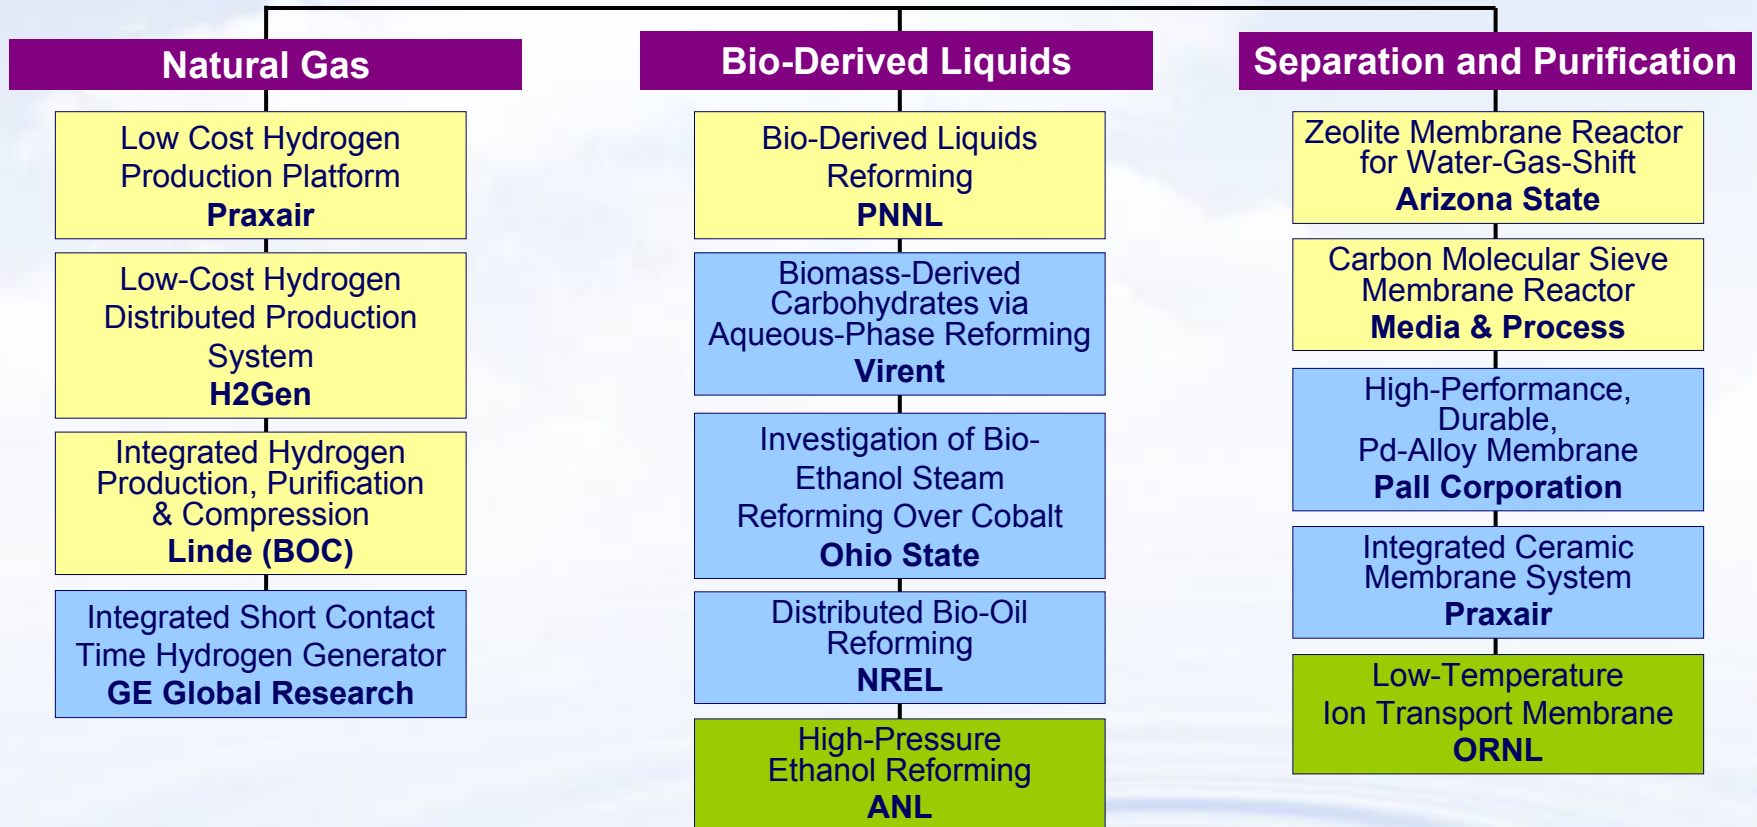 Natural Gas
Low Cost Hydrogen
Production Platform
Praxair
Low-Cost Hydrogen
Distributed Production
System
H2Gen
Integrated Hydrogen
Production, Purification
& Compression
Linde (BOC)
Integrated Short Contact
Time Hydrogen Generator
GE Global Research
Bio-Derived Liquids
Bio-Derived Liquids
Reforming
PNNL
Biomass-Derived
Carbohydrates via
Aqueous-Phase Reforming
Virent
Investigation of Bio-
Ethanol Steam
Reforming Over Cobalt
Ohio State
Distributed Bio-Oil
Reforming
NREL
High-Pressure
Ethanol Reforming
ANL
Separation and Purification
Zeolite Membrane Reactor
for Water-Gas-Shift
Arizona State
Carbon Molecular Sieve
Membrane Reactor
Media & Process
High-Performance,
Durable,
Pd-Alloy Membrane
Pall Corporation
Integrated Ceramic
Membrane System
Praxair
Low-Temperature
Ion Transport Membrane
ORNL